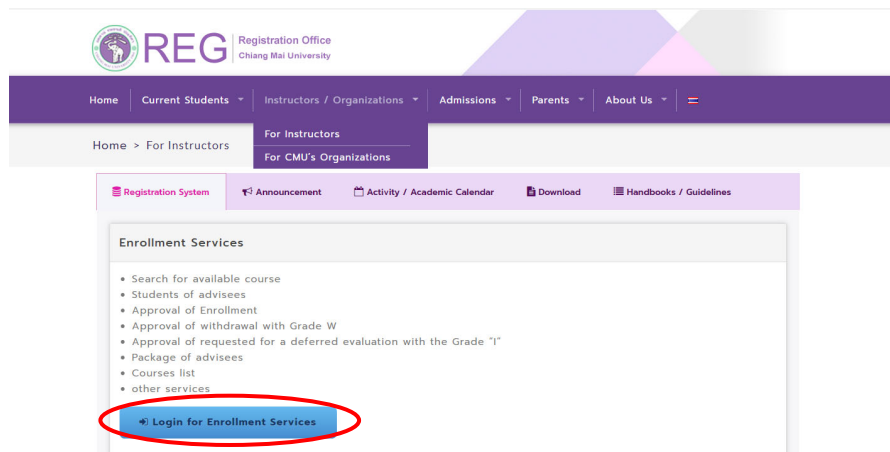 REG
Registration Office
Chiang Mai University
Home
Current Students
Instructors / Organizations
Admissions
Parents
About Us
For Instructors
For CMU's Organizations
Home > For Instructors
Registration System
Announcement
Activity / Academic Calendar
Download
Handbooks / Guidelines
Enrollment Services
• Search for available course
• Students of advisees
• Approval of Enrollment
• Approval of withdrawal with Grade W
• Approval of requested for a deferred evaluation with the Grade "I"
• Package of advisees
• Courses list
• other services
Login for Enrollment Services